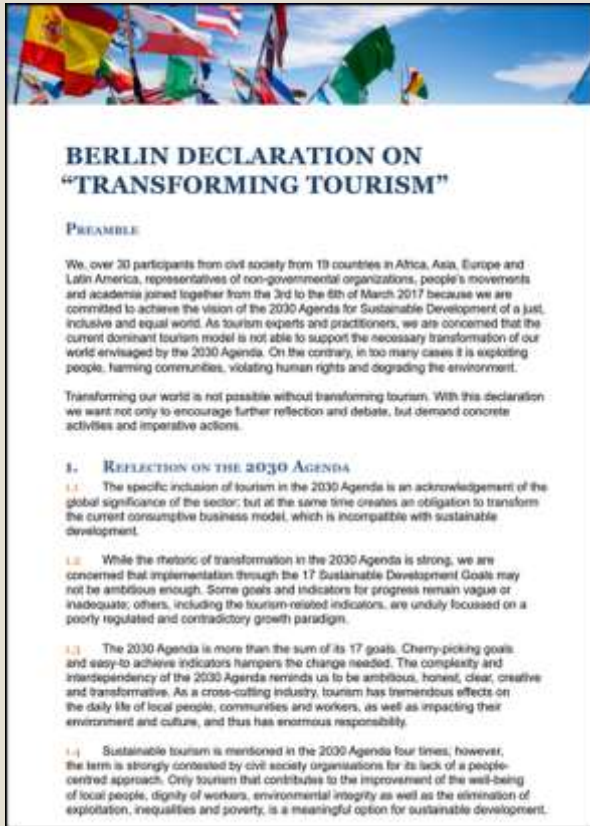 BERLIN DECLARATION ON
“TRANSFORMING TOURISM”
PREAMBLE
We, over 30 participants from civil society from 19 countries in Africa, Asia, Europe and
Latin America, representatives of non-governmental organizations, people's movements
and academia joined together from the 3rd to the 6th of March 2017 because we are
committed to achieve the vision of the 2030 Agenda for Sustainable Development of a just,
inclusive and equal world. As tourism experts and practitioners, we are concerned that the
current dominant tourism model is not able to support the necessary transformation of our
world envisaged by the 2030 Agenda. On the contrary, in too many cases it is exploiting
people, harming communities, violating human rights and degrading the environment.
Transforming our world is not possible without transforming tourism. With this declaration
we want not only to encourage further reflection and debate, but demand concrete
activities and imperative actions.
1. REFLECTION ON THE 2030 AGENDA
1.1 The specific inclusion of tourism in the 2030 Agenda is an acknowledgement of the
global significance of the sector; but at the same time creates an obligation to transform
the current consumptive business model, which is incompatible with sustainable
development.
1.2 While the rhetoric of transformation in the 2030 Agenda is strong, we are
concerned that implementation through the 17 Sustainable Development Goals may
not be ambitious enough. Some goals and indicators for progress remain vague or
inadequate; others, including the tourism-related indicators, are unduly focussed on a
poorly regulated and contradictory growth paradigm.
1.3 The 2030 Agenda is more than the sum of its 17 goals. Cherry-picking goals
and easy-to achieve indicators hampers the change needed. The complexity and
interdependency of the 2030 Agenda reminds us to be ambitious, honest, clear, creative
and transformative. As a cross-cutting industry, tourism has tremendous effects on
the daily life of local people, communities and workers, as well as impacting their
environment and culture, and thus has enormous responsibility.
1.4 Sustainable tourism is mentioned in the 2030 Agenda four times; however,
the term is strongly contested by civil society organisations for its lack of a people-
centred approach. Only tourism that contributes to the improvement of the well-being
of local people, dignity of workers, environmental integrity as well as the elimination of
exploitation, inequalities and poverty, is a meaningful option for sustainable development.